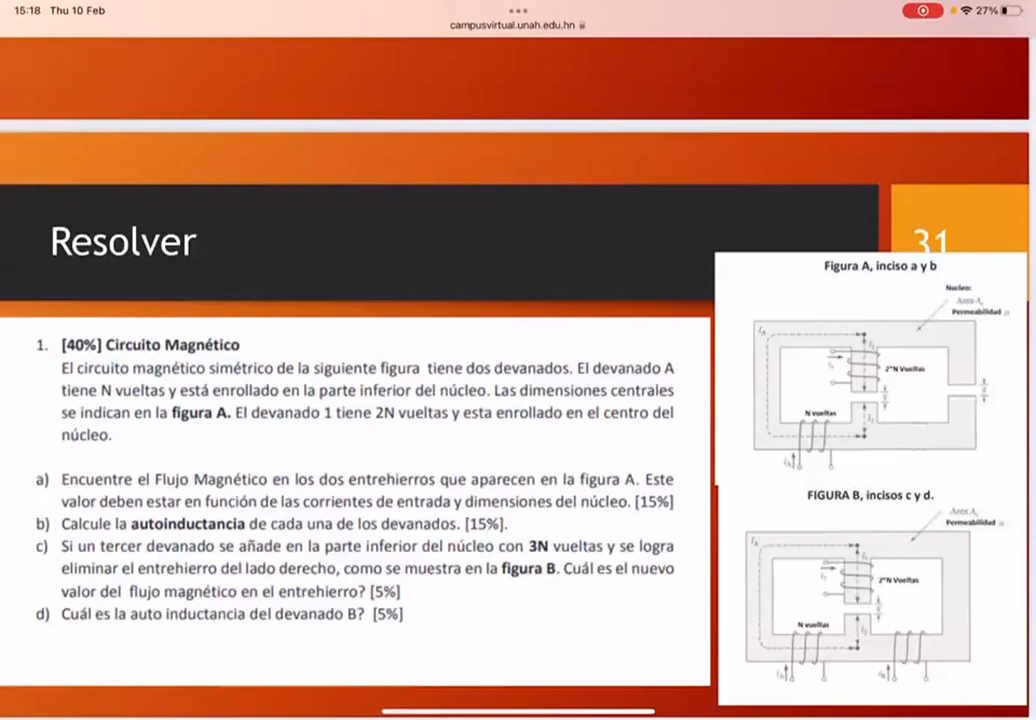 15:18 Thu 10 Feb
campusvirtual.unah.edu.hn
27%
Resolver
31
1. [40%] Circuito Magnético
El circuito magnético simétrico de la siguiente figura tiene dos devanados. El devanado A
tiene N vueltas y está enrollado en la parte inferior del núcleo. Las dimensiones centrales
se indican en la figura A. El devanado 1 tiene 2N vueltas y esta enrollado en el centro del
núcleo.
a) Encuentre el Flujo Magnético en los dos entrehierros que aparecen en la figura A. Este
valor deben estar en función de las corrientes de entrada y dimensiones del núcleo. [15%]
b) Calcule la autoinductancia de cada una de los devanados. [15%].
c) Si un tercer devanado se añade en la parte inferior del núcleo con 3N vueltas y se logra
eliminar el entrehierro del lado derecho, como se muestra en la figura B. Cuál es el nuevo
valor del flujo magnético en el entrehierro? [5%]
d) Cuál es la auto inductancia del devanado B? [5%]
Figura A, inciso a y b
Nucleo:
Area A
Permeabilidad
2*N Vueltas
N vueltas
FIGURA B, incisos c y d.
Area A
Permeabilidad
2*N Vueltas
N vueltas